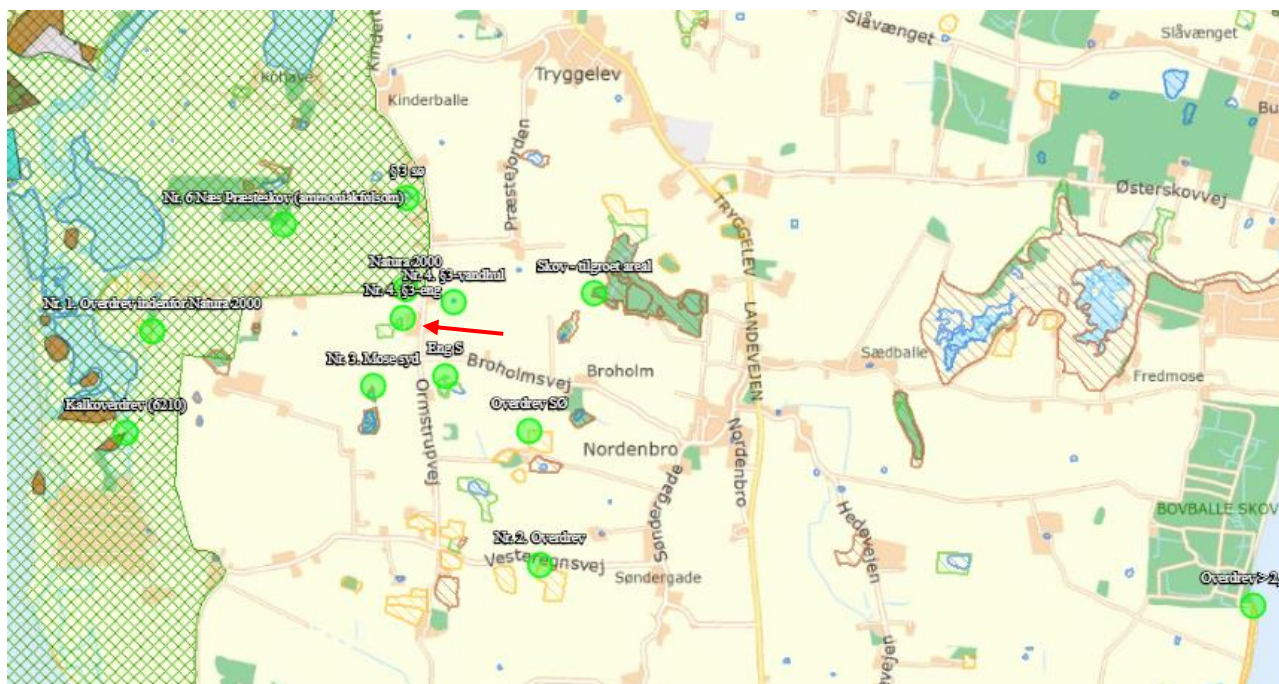 Slåvænget
Slåvænget
Tryggelev
Kohave
Kinderballe
Præstejorden
Østerskovvej
§3 sø
Nr. 6 Næs Præsteskov (ammoniakfølsom)
TRYGGELEV LANDEVEJEN
Natura 2000
Nr. 4. §3-vandhul
Skov - tilgroet areal
Nr. 4. §3-eng
Nr. 1. Overdrev indenfor Natura 2000
Eng S
Sædballe
Nr. 3. Mose syd
Broholmsvej
Broholm
Fredmose
Ormstrupvej
Kalkoverdrev (6210)
Overdrev SØ
Nordenbro
Nordenbro
Søndergade
Hedevejen
BOVBALLE SKOV
Nr. 2. Overdrev
Vesteregnsvej
Søndergade
Overdrev > 2,